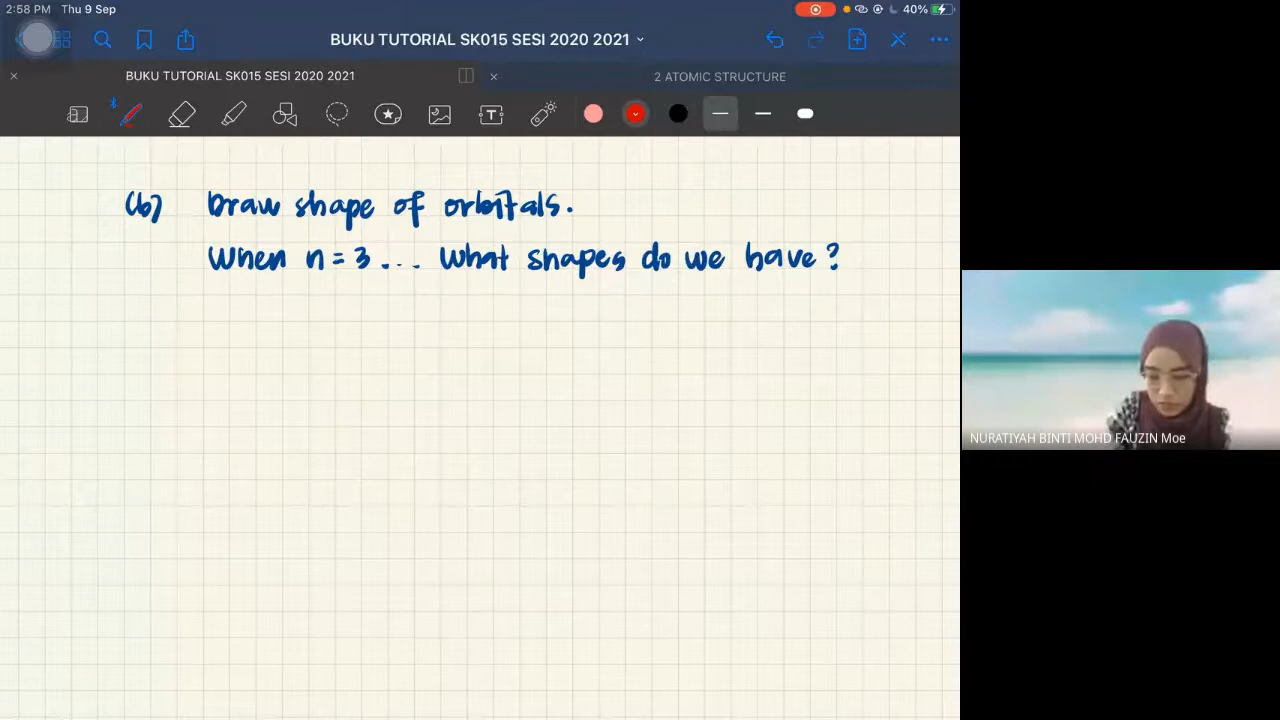 2:58 PM Thu 9 Sep
40%
BUKU TUTORIAL SK015 SESI 2020 2021
BUKU TUTORIAL SK015 SESI 2020 2021
2 ATOMIC STRUCTURE
(b) Draw shape of orbitals.
When n = 3 ... What shapes do we have?
NURATIYAH BINTI MOHD FAUZIN Moe